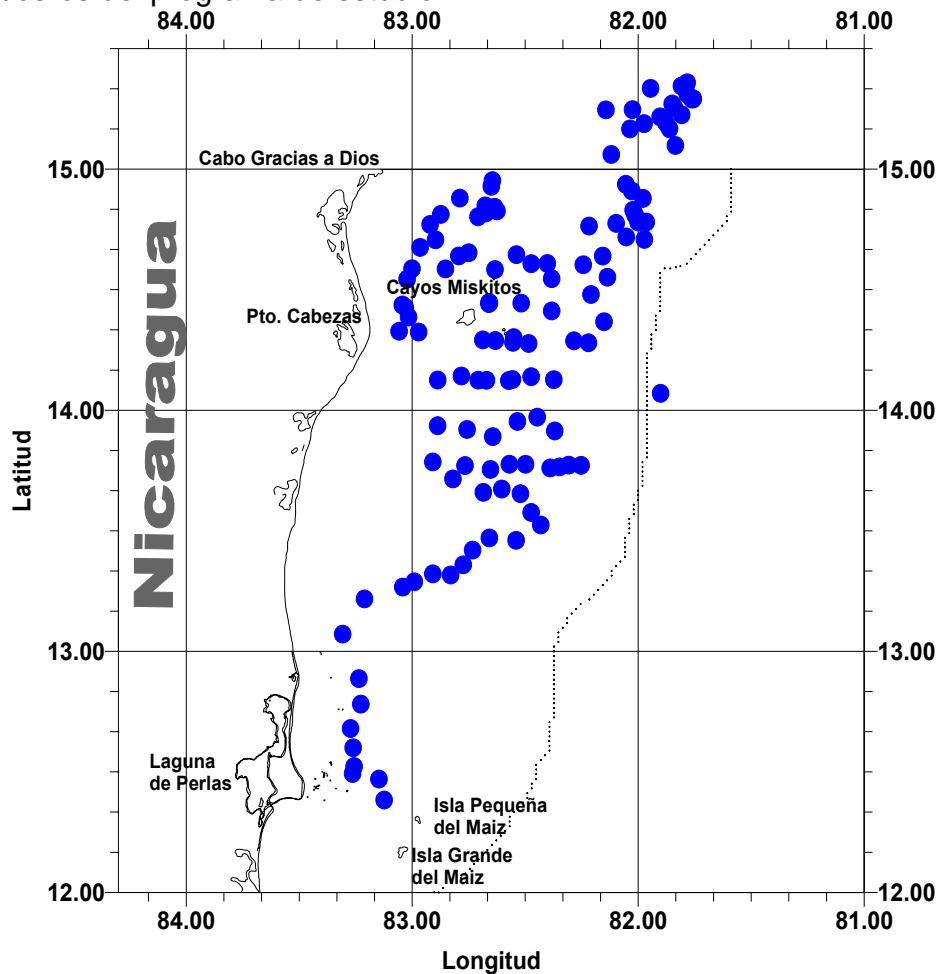 84.00 83.00 82.00 81.00
15.00 15.00
Cabo Gracias a Dios
Cayos Miskitos
Pto. Cabezas
Nicaragua
14.00 14.00
Latitud
13.00 13.00
Laguna
de Perlas
Isla Pequeña
del Maiz
Isla Grande
del Maiz
12.00 12.00
84.00 83.00 82.00 81.00
Longitud